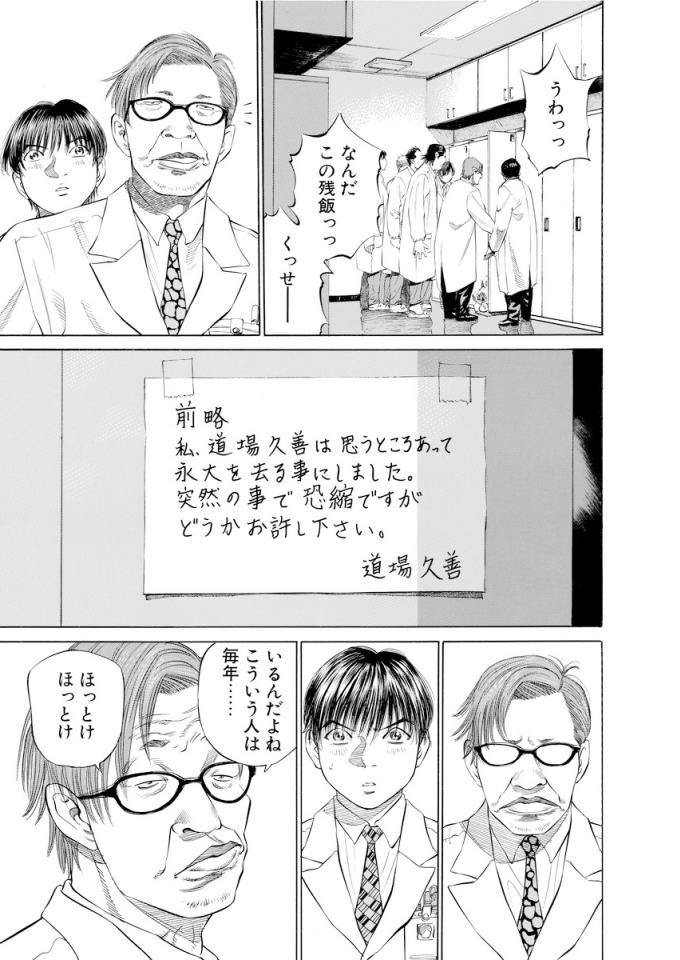 うわっっ
なんだ
この残飯っっ
くっせ──
前略
私、道場久善は思うところあって
永大を去る事にしました。
突然の事で恐縮ですが
どうかお許し下さい。
道場久善
いるんだよね
こういう人は
毎年……
ほっとけ
ほっとけ